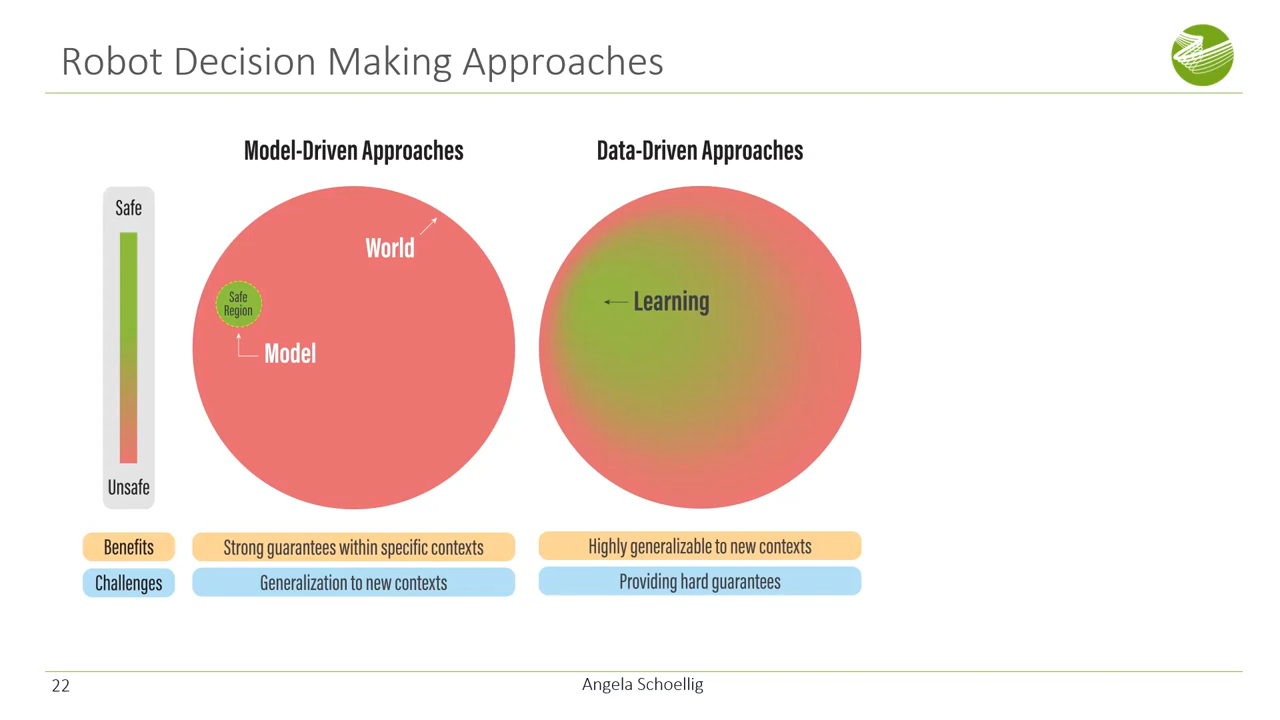 Robot Decision Making Approaches
Model-Driven Approaches
Data-Driven Approaches
Safe
Unsafe
World
Safe
Region
Model
Learning
Benefits
Strong guarantees within specific contexts
Highly generalizable to new contexts
Challenges
Generalization to new contexts
Providing hard guarantees
22
Angela Schoellig